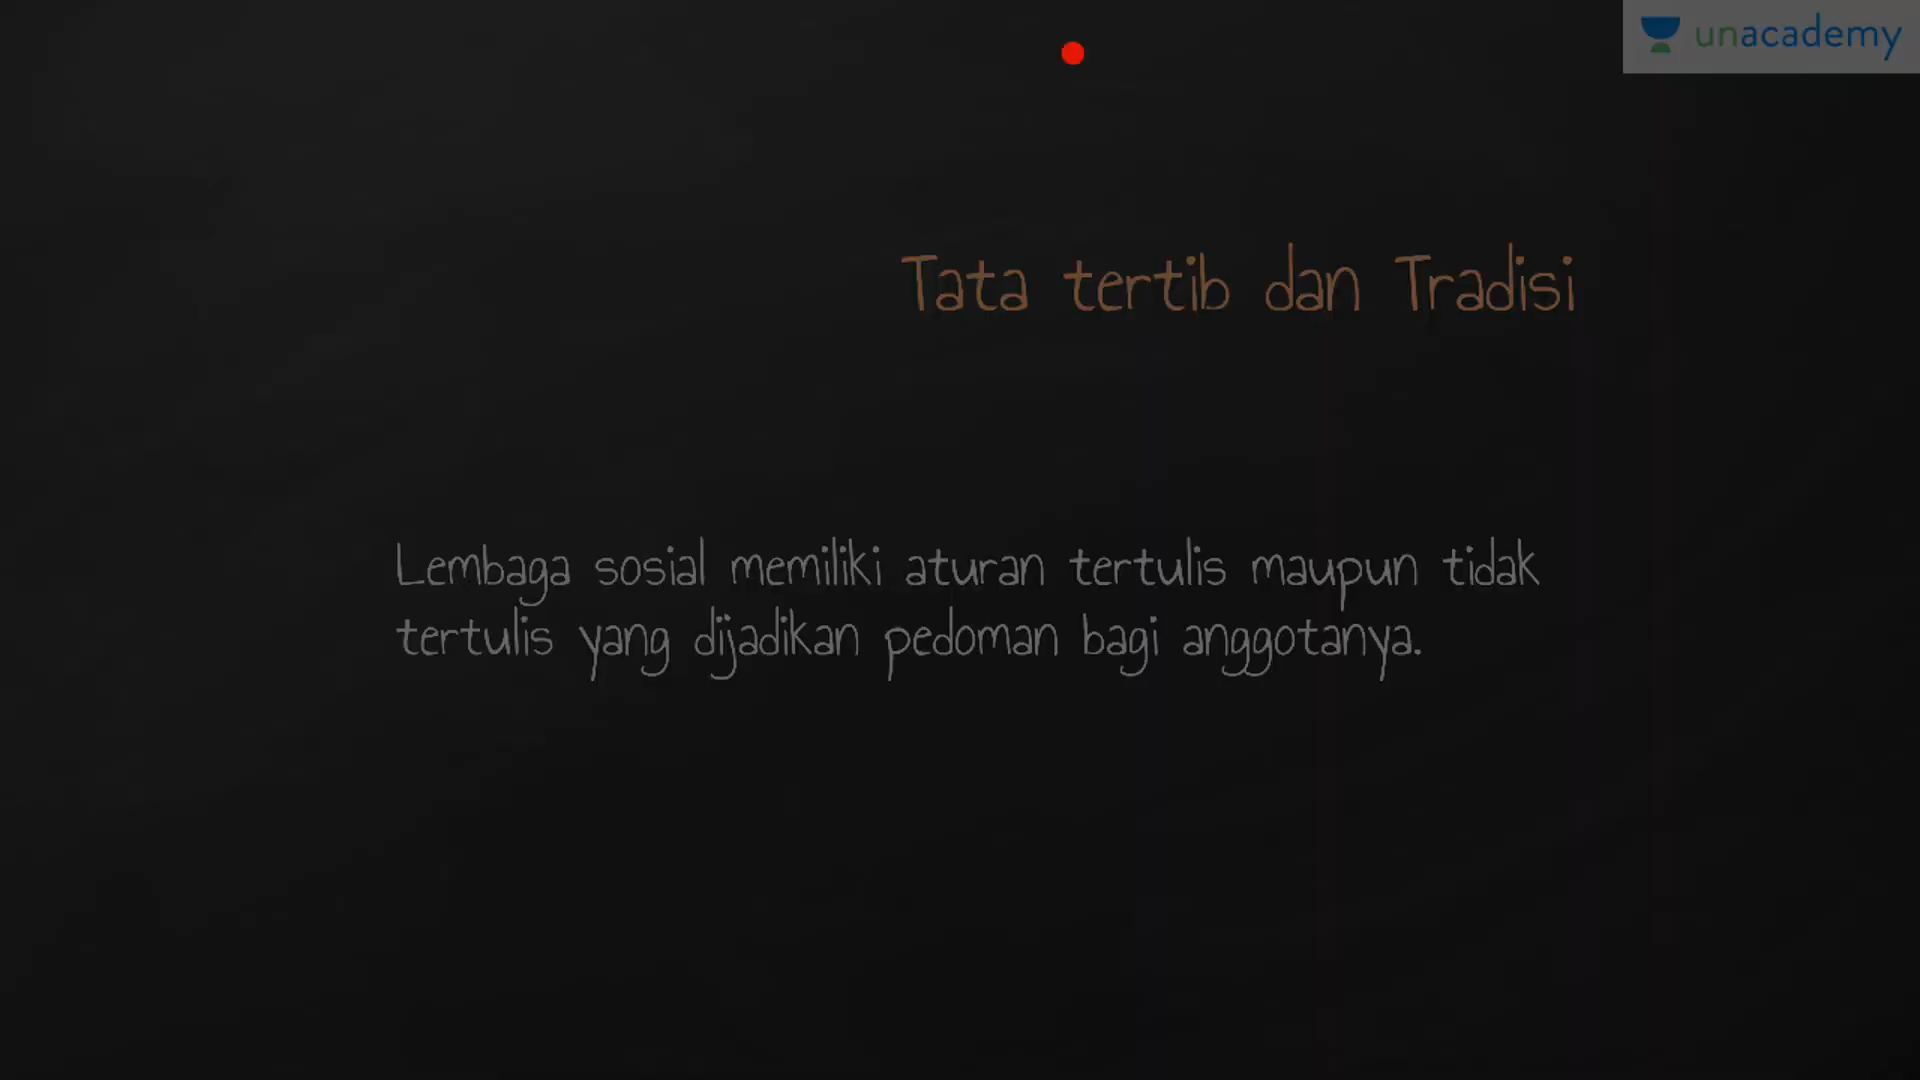 unacademy
Tata tertib dan Tradisi
Lembaga sosial memiliki aturan tertulis maupun tidak
tertulis yang dijadikan pedoman bagi anggotanya.